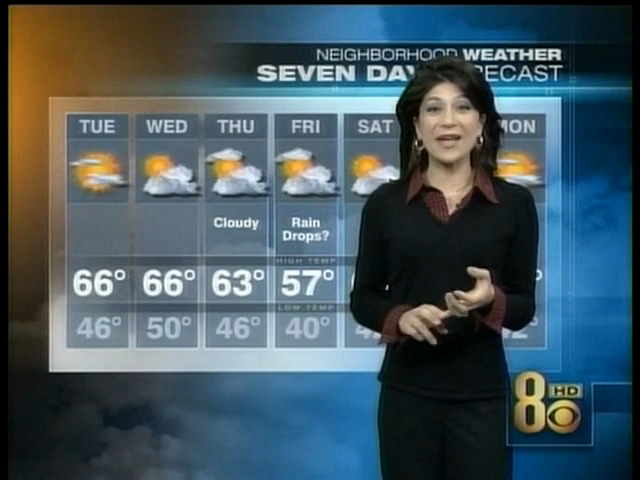 NEIGHBORHOOD WEATHER
SEVEN DAY
TUE WED THU FRI SAT MON
Cloudy Rain
Drops?
HIGH TEMP
66° 66° 63° 57°
LOW TEMP
46° 50° 46° 40°
8 HD